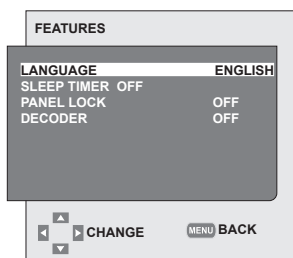 FEATURES
LANGUAGE ENGLISH
SLEEP TIMER OFF
PANEL LOCK OFF
DECODER OFF
CHANGE MENU BACK